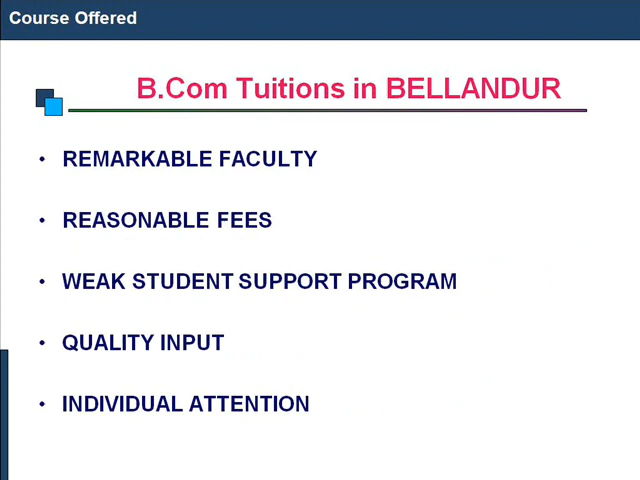 Course Offered
B.Com Tuitions in BELLANDUR
• REMARKABLE FACULTY
• REASONABLE FEES
• WEAK STUDENT SUPPORT PROGRAM
• QUALITY INPUT
• INDIVIDUAL ATTENTION